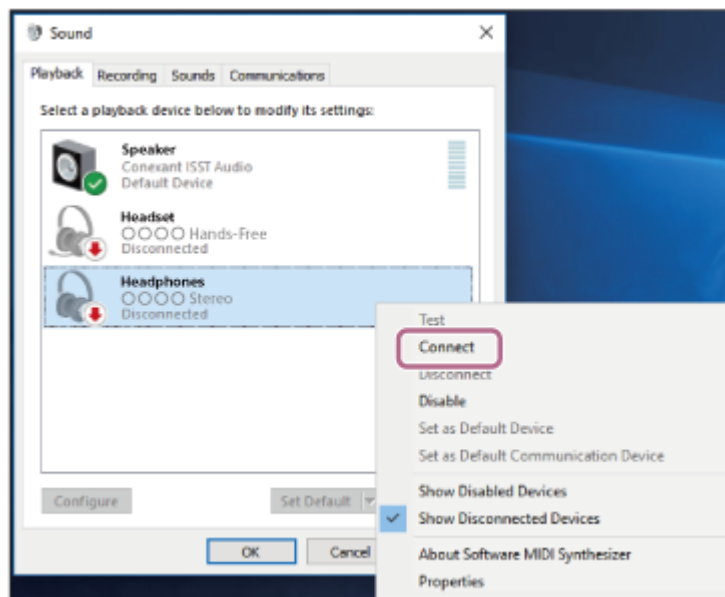 Sound
Playback Recording Sounds Communications
Select a playback device below to modify its settings:
Speaker
Conexant ISST Audio
Default Device
Headset
○○○○ Hands-Free
Disconnected
Headphones
○○○○ Stereo
Disconnected
Test
Connect
Disconnect
Disable
Set as Default Device
Set as Default Communication Device
Show Disabled Devices
Show Disconnected Devices
About Software MIDI Synthesizer
Properties
Configure
Set Default
OK
Cancel